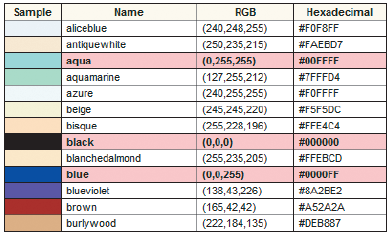 Sample Name RGB Hexadecimal
aliceblue (240,248,255) #F0F8FF
antiquewhite (250,235,215) #FAEBD7
aqua (0,255,255) #00FFFF
aquamarine (127,255,212) #7FFFD4
azure (240,255,255) #F0FFFF
beige (245,245,220) #F5F5DC
bisque (255,228,196) #FFE4C4
black (0,0,0) #000000
blanchedalmond (255,235,205) #FFEBCD
blue (0,0,255) #0000FF
blueviolet (138,43,226) #8A2BE2
brown (165,42,42) #A52A2A
burlywood (222,184,135) #DEB887